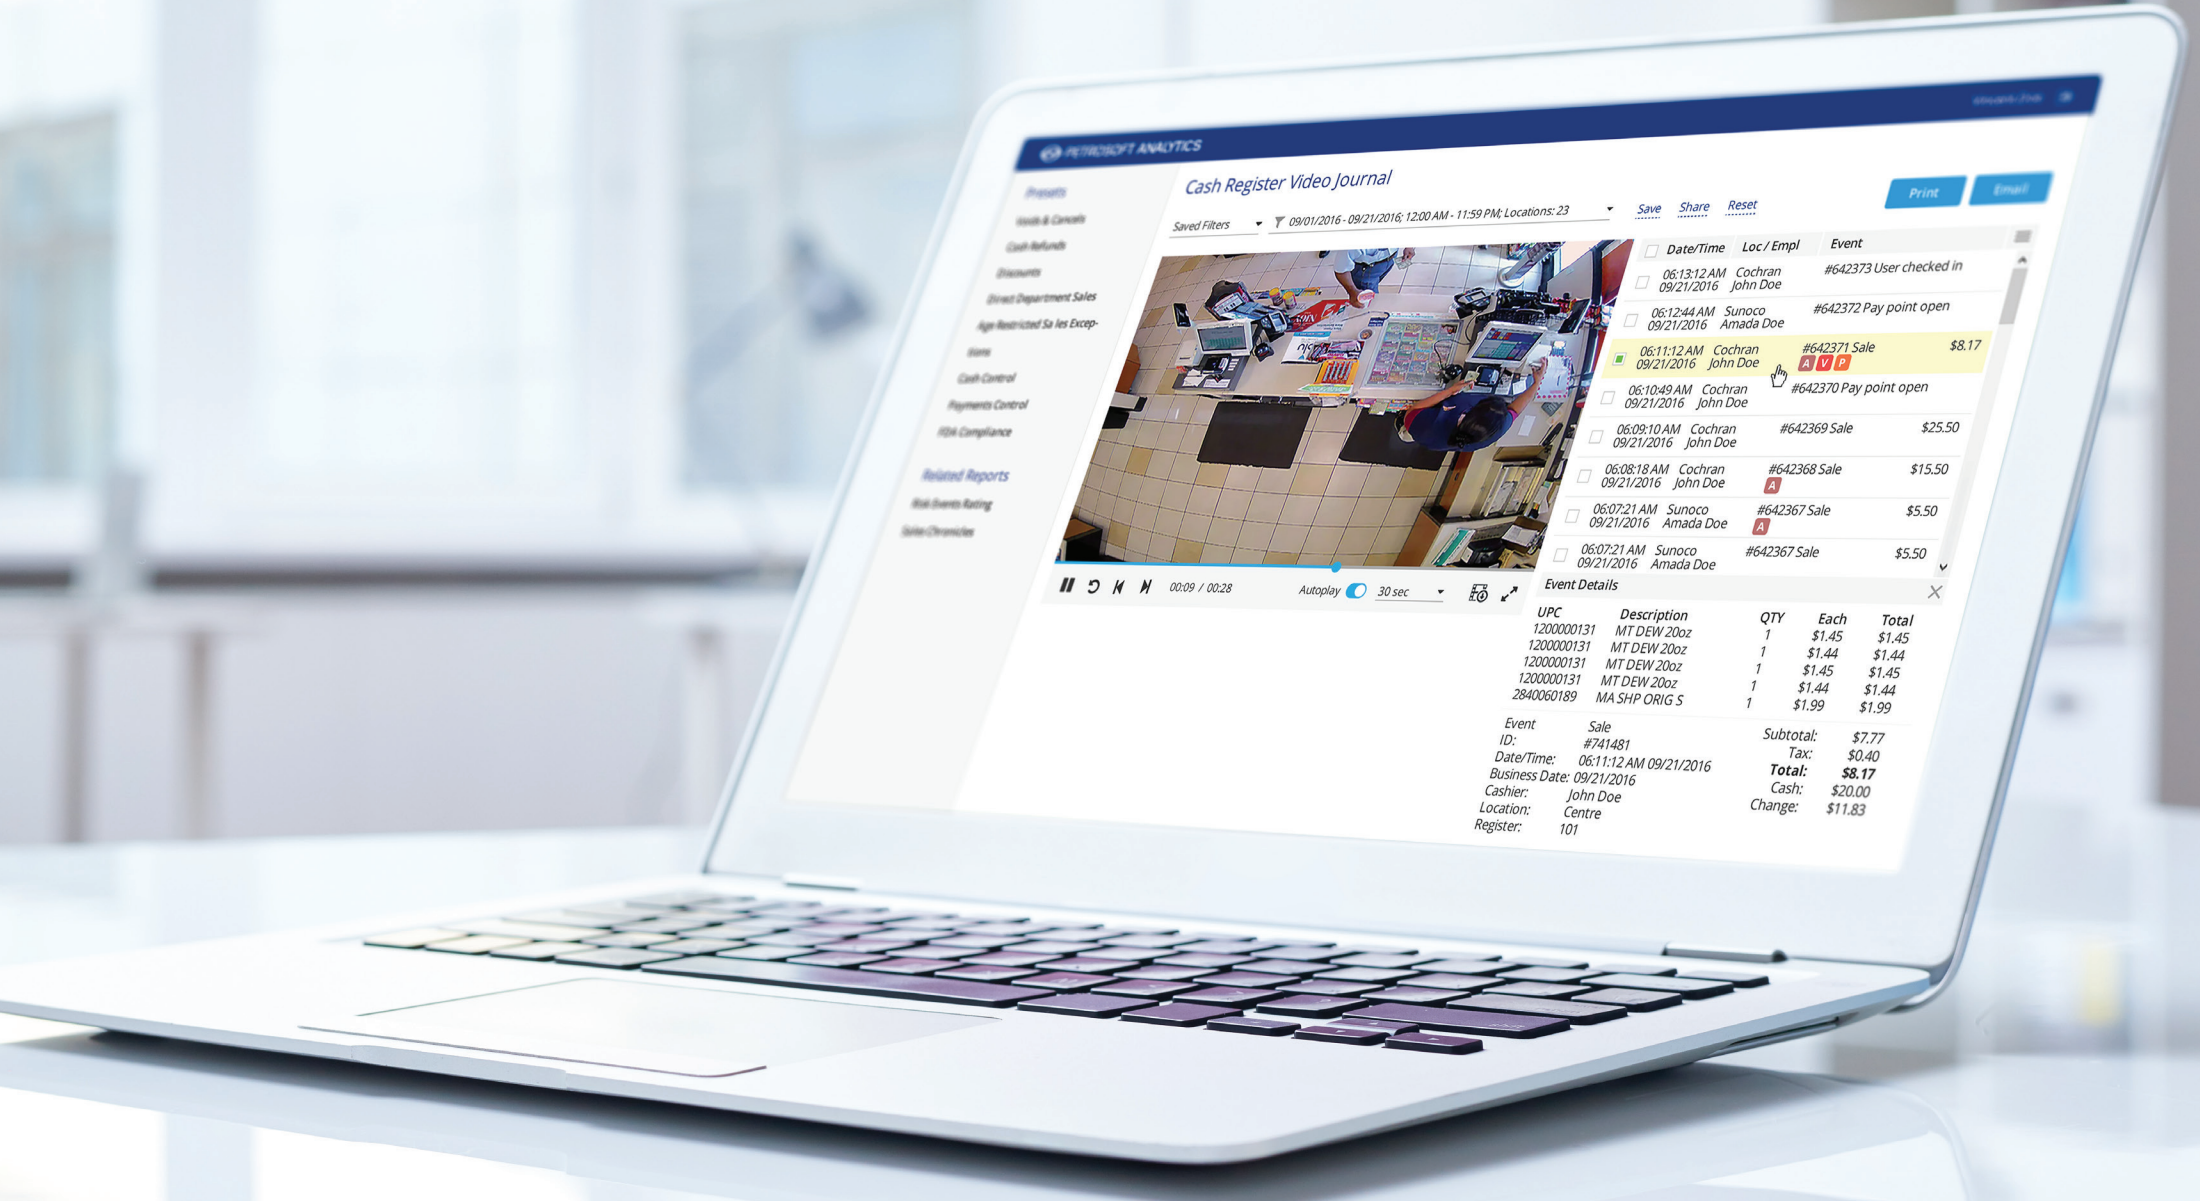 PETROSOFT ANALYTICS
Presets
Voids & Cancels
Cash Refunds
Discounts
Direct Department Sales
Age Restricted Sa les Excep-
tions
Cash Control
Payments Control
FDA Compliance
Related Reports
Risk Events Rating
Sales Chronicles
Cash Register Video Journal
Print
Email
Saved Filters
09/01/2016 - 09/21/2016; 12:00 AM - 11:59 PM; Locations: 23
Save Share Reset
Date/Time Loc / Empl Event
06:13:12 AM Cochran #642373 User checked in
09/21/2016 John Doe
06:12:44 AM Sunoco #642372 Pay point open
09/21/2016 Amada Doe
06:11:12 AM Cochran #642371 Sale $8.17
09/21/2016 John Doe A V P
06:10:49 AM Cochran #642370 Pay point open
09/21/2016 John Doe
06:09:10 AM Cochran #642369 Sale $25.50
09/21/2016 John Doe
06:08:18 AM Cochran #642368 Sale $15.50
09/21/2016 John Doe A
06:07:21 AM Sunoco #642367 Sale $5.50
09/21/2016 Amada Doe A
06:07:21 AM Sunoco #642367 Sale $5.50
09/21/2016 Amada Doe
00:09 / 00:28
Autoplay
30 sec
Event Details
UPC Description QTY Each Total
1200000131 MT DEW 20oz 1 $1.45 $1.45
1200000131 MT DEW 20oz 1 $1.44 $1.44
1200000131 MT DEW 20oz 1 $1.45 $1.45
1200000131 MT DEW 20oz 1 $1.44 $1.44
2840060189 MA SHP ORIG S 1 $1.99 $1.99
Event Sale
ID: #741481
Date/Time: 06:11:12 AM 09/21/2016
Business Date: 09/21/2016
Cashier: John Doe
Location: Centre
Register: 101
Subtotal: $7.77
Tax: $0.40
Total: $8.17
Cash: $20.00
Change: $11.83